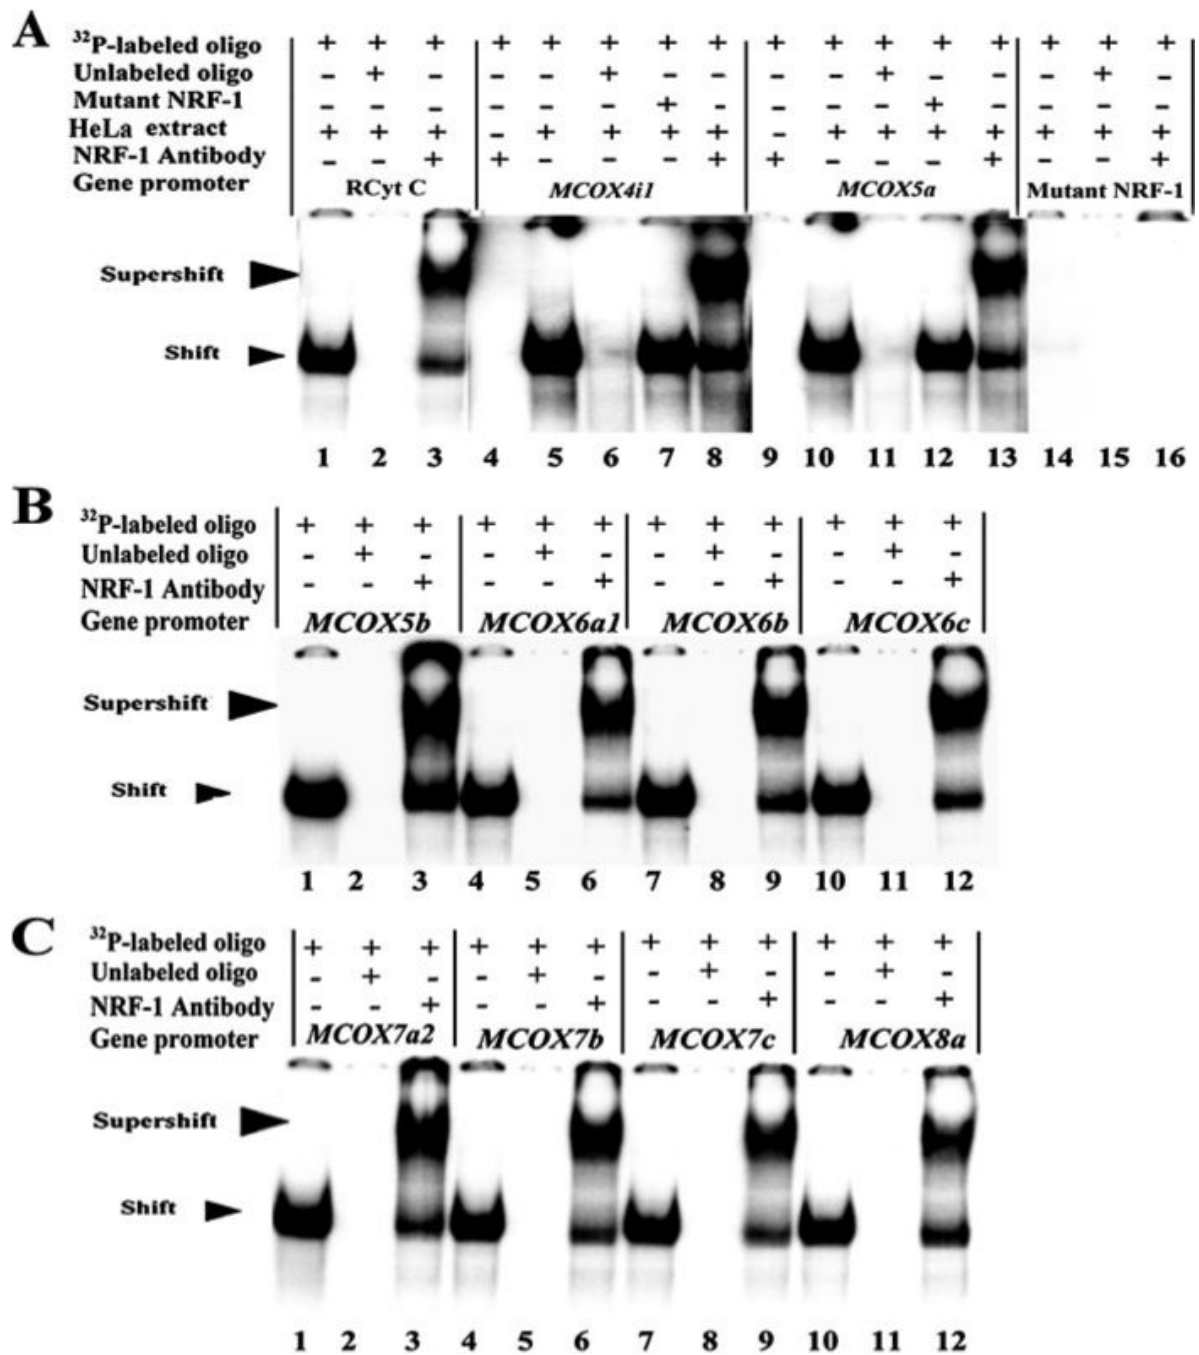 A
32P-labeled oligo + + + + + + + + + + + + + + + +
Unlabeled oligo - + - - - + - - - - + - - - + -
Mutant NRF-1 - - - - - - + - - - - + - - - -
HeLa extract + + + - + + + + - + + + + + + +
NRF-1 Antibody - - + + - - - + + - - - + - - +
Gene promoter RCyt C MCOX4i1 MCOX5a Mutant NRF-1
Supershift
Shift
1 2 3 4 5 6 7 8 9 10 11 12 13 14 15 16
B
32P-labeled oligo + + + + + + + + + + + +
Unlabeled oligo - + - - + - - + - - + -
NRF-1 Antibody - - + - - + - - + - - +
Gene promoter MCOX5b MCOX6a1 MCOX6b MCOX6c
Supershift
Shift
1 2 3 4 5 6 7 8 9 10 11 12
C
32P-labeled oligo + + + + + + + + + + + +
Unlabeled oligo - + - - + - - + - - + -
NRF-1 Antibody - - + - - + - - + - - +
Gene promoter MCOX7a2 MCOX7b MCOX7c MCOX8a
Supershift
Shift
1 2 3 4 5 6 7 8 9 10 11 12